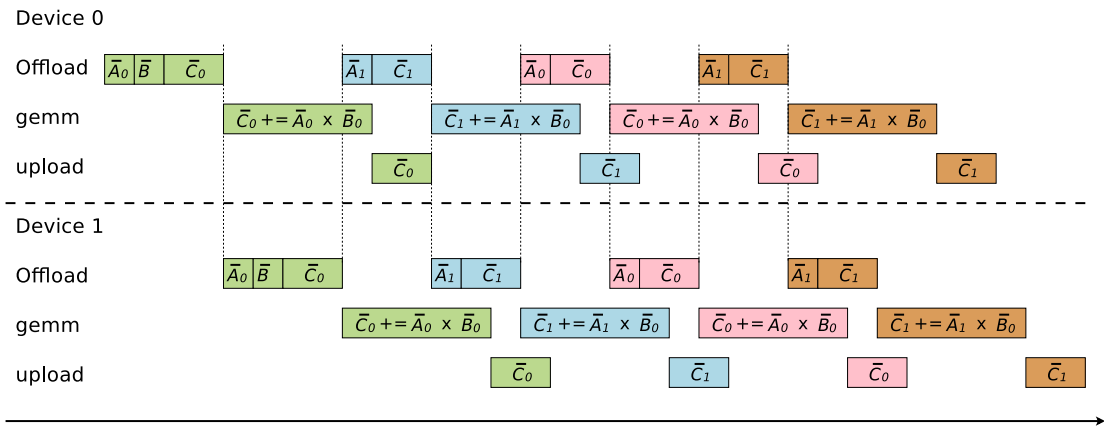 Device 0
Offload Ā₀ B̄ C̄₀ Ā₁ C̄₁ Ā₀ C̄₀ Ā₁ C̄₁
gemm C̄₀ += Ā₀ x B̄₀ C̄₁ += Ā₁ x B̄₀ C̄₀ += Ā₀ x B̄₀ C̄₁ += Ā₁ x B̄₀
upload C̄₀ C̄₁ C̄₀ C̄₁
Device 1
Offload Ā₀ B̄ C̄₀ Ā₁ C̄₁ Ā₀ C̄₀ Ā₁ C̄₁
gemm C̄₀ += Ā₀ x B̄₀ C̄₁ += Ā₁ x B̄₀ C̄₀ += Ā₀ x B̄₀ C̄₁ += Ā₁ x B̄₀
upload C̄₀ C̄₁ C̄₀ C̄₁